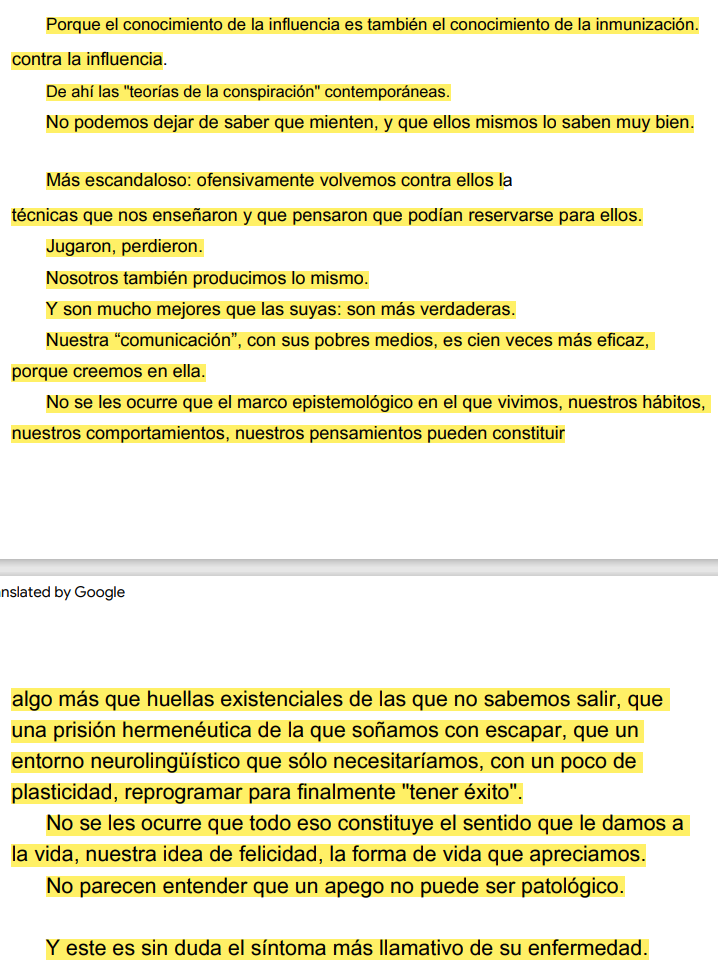 Porque el conocimiento de la influencia es también el conocimiento de la inmunización.
contra la influencia.
De ahí las "teorías de la conspiración" contemporáneas.
No podemos dejar de saber que mienten, y que ellos mismos lo saben muy bien.
Más escandaloso: ofensivamente volvemos contra ellos la
técnicas que nos enseñaron y que pensaron que podían reservarse para ellos.
Jugaron, perdieron.
Nosotros también producimos lo mismo.
Y son mucho mejores que las suyas: son más verdaderas.
Nuestra “comunicación”, con sus pobres medios, es cien veces más eficaz,
porque creemos en ella.
No se les ocurre que el marco epistemológico en el que vivimos, nuestros hábitos,
nuestros comportamientos, nuestros pensamientos pueden constituir
nslated by Google
algo más que huellas existenciales de las que no sabemos salir, que
una prisión hermenéutica de la que soñamos con escapar, que un
entorno neurolingüístico que sólo necesitaríamos, con un poco de
plasticidad, reprogramar para finalmente "tener éxito".
No se les ocurre que todo eso constituye el sentido que le damos a
la vida, nuestra idea de felicidad, la forma de vida que apreciamos.
No parecen entender que un apego no puede ser patológico.
Y este es sin duda el síntoma más llamativo de su enfermedad.